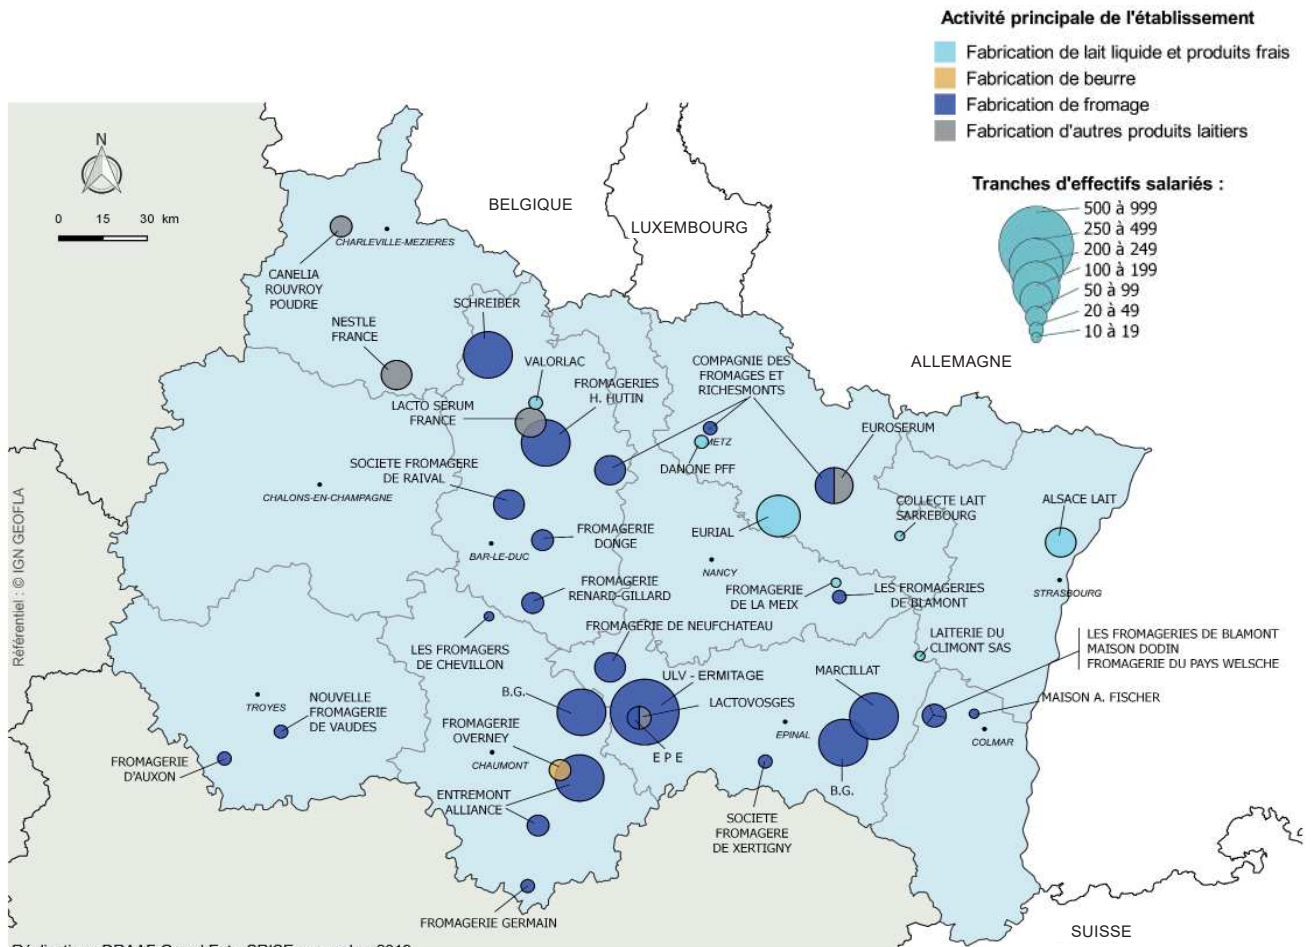 Activité principale de l'établissement
Fabrication de lait liquide et produits frais
Fabrication de beurre
Fabrication de fromage
Fabrication d'autres produits laitiers
Tranches d'effectifs salariés :
500 à 999
250 à 499
200 à 249
100 à 199
50 à 99
20 à 49
10 à 19
N
0 15 30 km
BELGIQUE
LUXEMBOURG
ALLEMAGNE
SUISSE
CHARLEVILLE-MEZIERES
CANELIA
ROUVROY
POUDRE
NESTLE
FRANCE
SCHREIBER
VALORLAC
LACTO SERUM
FRANCE
FROMAGERIES
H. HUTIN
COMPAGNIE DES
FROMAGES ET
RICHESMONTS
METZ
DANONE PFF
EUROSERUM
SOCIETE FROMAGERE
DE RAIVAL
CHALONS-EN-CHAMPAGNE
COLLECTE LAIT
SARREBOURG
ALSACE LAIT
EURIAL
FROMAGERIE
DONGE
BAR-LE-DUC
NANCY
STRASBOURG
FROMAGERIE
RENARD-GILLARD
FROMAGERIE
DE LA MEIX
LES FROMAGERIES
DE BLAMONT
LES FROMAGERS
DE CHEVILLON
FROMAGERIE DE NEUFCHATEAU
LAITERIE DU
CLIMONT SAS
LES FROMAGERIES DE BLAMONT
MAISON DODIN
FROMAGERIE DU PAYS WELSCHE
ULV - ERMITAGE
MARCILLAT
MAISON A. FISCHER
B.G.
LACTOVOSGES
TROYES
NOUVELLE
FROMAGERIE
DE VAUDES
EPINAL
COLMAR
FROMAGERIE
OVERNEY
E P E
FROMAGERIE
D'AUXON
CHAUMONT
B.G.
ENTREMONT
ALLIANCE
SOCIETE
FROMAGERE
DE XERTIGNY
FROMAGERIE GERMAIN
Référentiel : © IGN GEOFLA